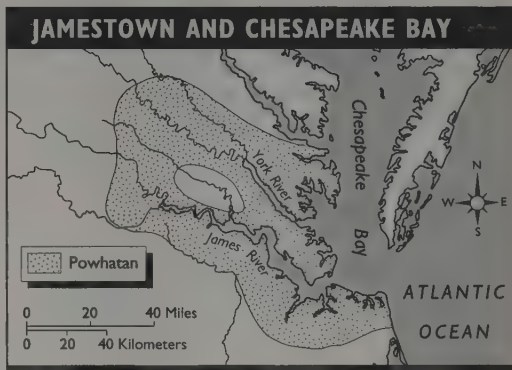 JAMESTOWN AND CHESAPEAKE BAY
Chesapeake
Bay
York River
James River
N
W E
S
Powhatan
0 20 40 Miles
0 20 40 Kilometers
ATLANTIC
OCEAN